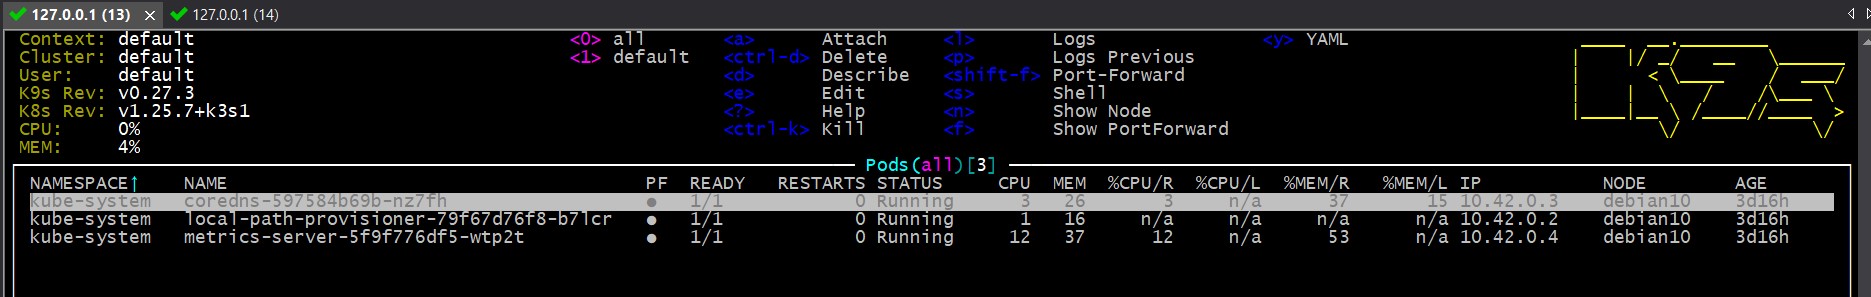 127.0.0.1 (13) × 127.0.0.1 (14)
Context: default <0> all <a> Attach <l> Logs <y> YAML
Cluster: default <1> default <ctrl-d> Delete <p> Logs Previous
User: default <d> Describe <shift-f> Port-Forward
K9s Rev: v0.27.3 <e> Edit <s> Shell
K8s Rev: v1.25.7+k3s1 <?> Help <n> Show Node
CPU: 0% <ctrl-k> Kill <f> Show PortForward
MEM: 4%
K9s
Pods(all)[3]
NAMESPACE↑ NAME PF READY RESTARTS STATUS CPU MEM %CPU/R %CPU/L %MEM/R %MEM/L IP NODE AGE
kube-system coredns-597584b69b-nz7fh ● 1/1 0 Running 3 26 3 n/a 37 15 10.42.0.3 debian10 3d16h
kube-system local-path-provisioner-79f67d76f8-b7lcr ● 1/1 0 Running 1 16 n/a n/a n/a n/a 10.42.0.2 debian10 3d16h
kube-system metrics-server-5f9f776df5-wtp2t ● 1/1 0 Running 12 37 12 n/a 53 n/a 10.42.0.4 debian10 3d16h